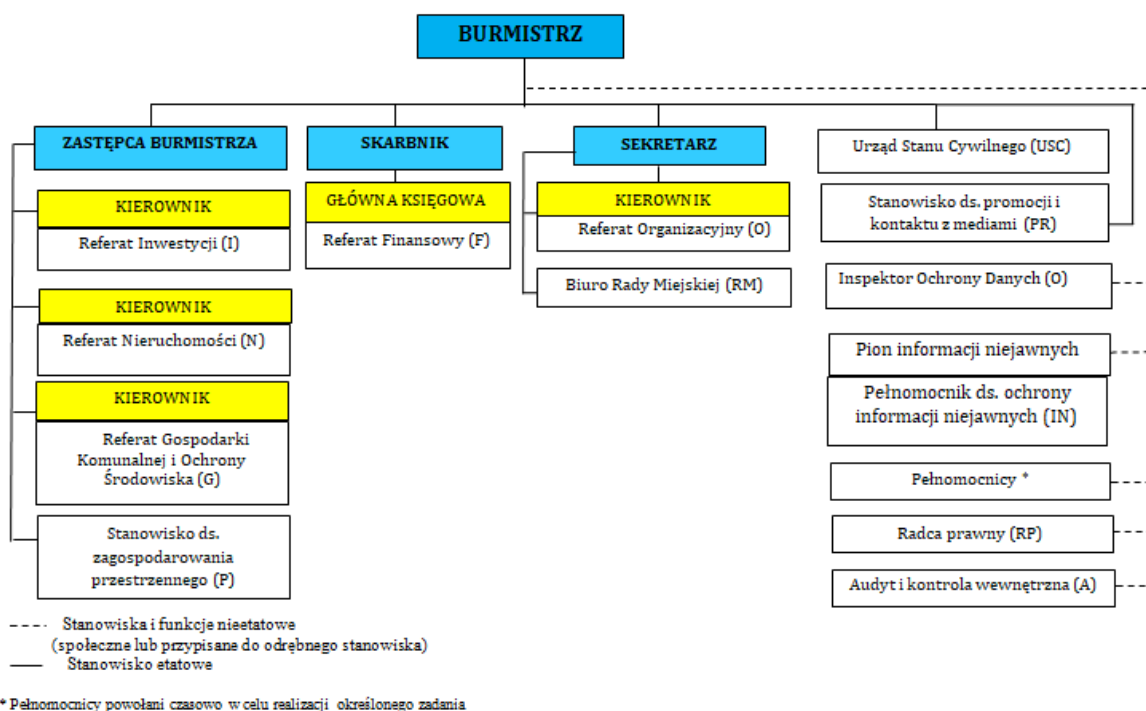 BURMISTRZ
ZASTĘPCA BURMISTRZA
KIEROWNIK
Referat Inwestycji (I)
KIEROWNIK
Referat Nieruchomości (N)
KIEROWNIK
Referat Gospodarki
Komunalnej i Ochrony
Środowiska (G)
Stanowisko ds.
zagospodarowania
przestrzennego (P)
SKARBNIK
GŁÓWNA KSIĘGOWA
Referat Finansowy (F)
SEKRETARZ
KIEROWNIK
Referat Organizacyjny (O)
Biuro Rady Miejskiej (RM)
Urząd Stanu Cywilnego (USC)
Stanowisko ds. promocji i
kontaktu z mediami (PR)
Inspektor Ochrony Danych (O)
Pion informacji niejawnych
Pełnomocnik ds. ochrony
informacji niejawnych (IN)
Pełnomocnicy *
Radca prawny (RP)
Audyt i kontrola wewnętrzna (A)
Stanowiska i funkcje nieetatowe
(społeczne lub przypisane do odrębnego stanowiska)
Stanowisko etatowe
* Pełnomocnicy powołani czasowo w celu realizacji określonego zadania